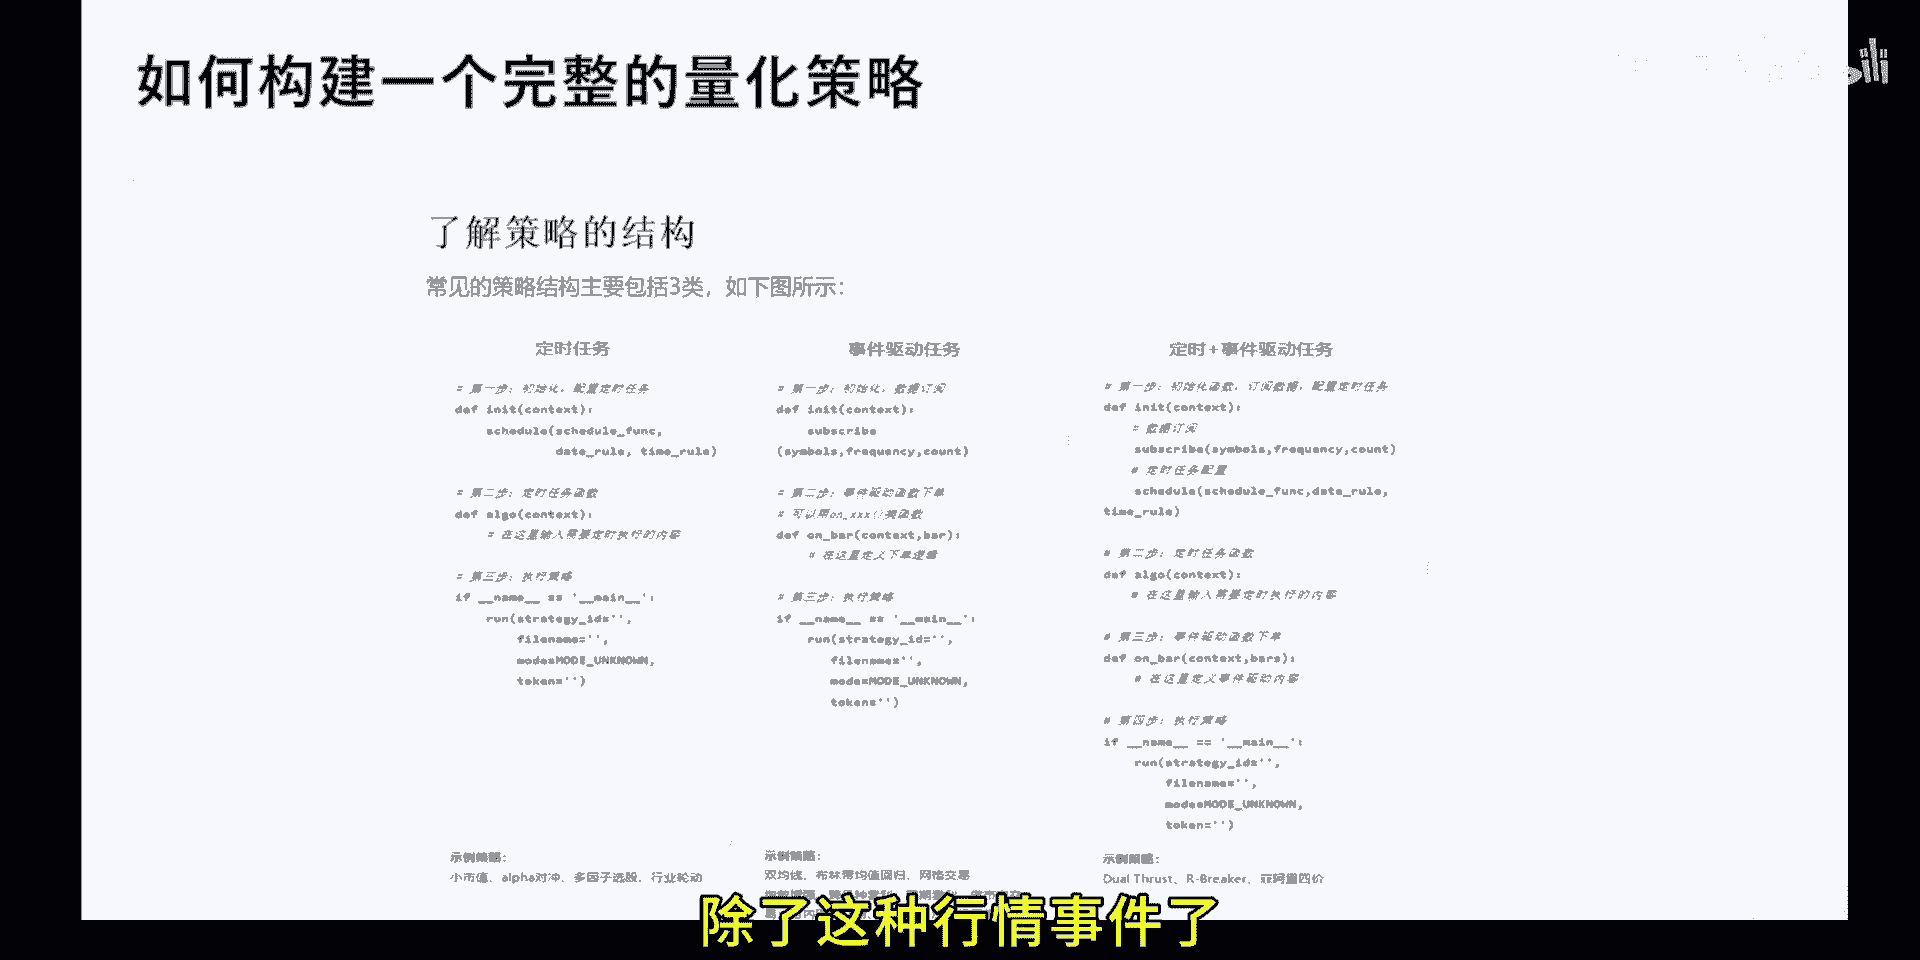 如何构建一个完整的量化策略
了解策略的结构
常见的策略结构主要包括3类，如下图所示：
定时任务
# 第一步：初始化，配置定时任务
def init(context):
schedule(schedule_func,
date_rule, time_rule)
# 第二步：定时任务函数
def algo(context):
# 在这里输入需要定时执行的内容
# 第三步：执行策略
if __name__ == '__main__':
run(strategy_id='',
filename='',
mode=MODE_UNKNOWN,
token='')
示例策略：
小市值、alpha对冲、多因子选股、行业轮动
事件驱动任务
# 第一步：初始化，数据订阅
def init(context):
subscribe
(symbols,frequency,count)
# 第二步：事件驱动函数下单
# 可以用on_xxx类函数
def on_bar(context,bar):
# 在这里定义下单逻辑
# 第三步：执行策略
if __name__ == '__main__':
run(strategy_id='',
filename='',
mode=MODE_UNKNOWN,
token='')
示例策略：
双均线、布林带均值回归、网格交易
定时+事件驱动任务
# 第一步：初始化函数，订阅数据，配置定时任务
def init(context):
# 数据订阅
subscribe(symbols,frequency,count)
# 定时任务配置
schedule(schedule_func,date_rule,
time_rule)
# 第二步：定时任务函数
def algo(context):
# 在这里输入需要定时执行的内容
# 第三步：事件驱动函数下单
def on_bar(context,bars):
# 在这里定义事件驱动内容
# 第四步：执行策略
if __name__ == '__main__':
run(strategy_id='',
filename='',
mode=MODE_UNKNOWN,
token='')
示例策略：
Dual Thrust、R-Breaker、菲阿里四价
除了这种行情事件了